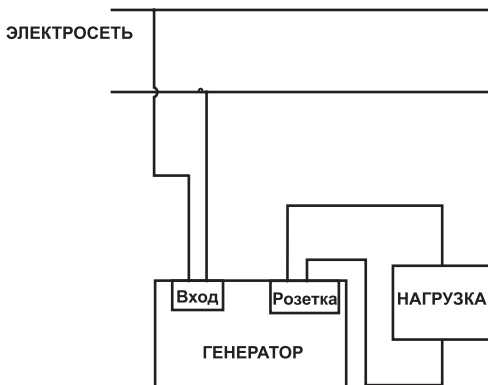 ЭЛЕКТРОСЕТЬ
Вход
Розетка
НАГРУЗКА
ГЕНЕРАТОР